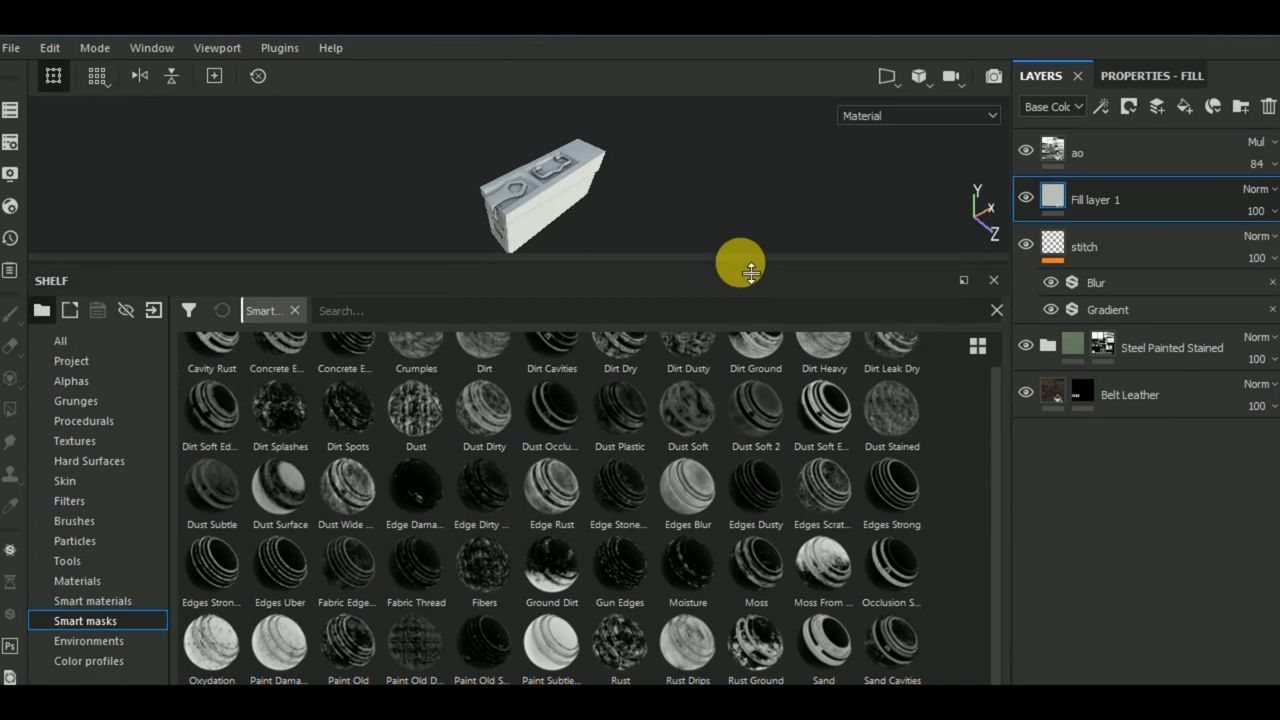 File Edit Mode Window Viewport Plugins Help
LAYERS PROPERTIES - FILL
Base Colc
Material
ao Mul
84
Fill layer 1 Norm
100
stitch Norm
100
Blur
Gradient
Steel Painted Stained Norm
100
Belt Leather Norm
100
Y
X
Z
SHELF
Smart... Search...
All
Project
Alphas
Grunges
Procedurals
Textures
Hard Surfaces
Skin
Filters
Brushes
Particles
Tools
Materials
Smart materials
Smart masks
Environments
Color profiles
Cavity Rust Concrete E... Concrete E... Crumples Dirt Dirt Cavities Dirt Dry Dirt Dusty Dirt Ground Dirt Heavy Dirt Leak Dry
Dirt Soft Ed... Dirt Splashes Dirt Spots Dust Dust Dirty Dust Occlu... Dust Plastic Dust Soft Dust Soft 2 Dust Soft E... Dust Stained
Dust Subtle Dust Surface Dust Wide ... Edge Dama... Edge Dirty ... Edge Rust Edge Stone... Edges Blur Edges Dusty Edges Scrat... Edges Strong
Edges Stron... Edges Uber Fabric Edge... Fabric Thread Fibers Ground Dirt Gun Edges Moisture Moss Moss From ... Occlusion S...
Oxydation Paint Dama... Paint Old Paint Old D... Paint Old S... Paint Subtle... Rust Rust Drips Rust Ground Sand Sand Cavities
Ps